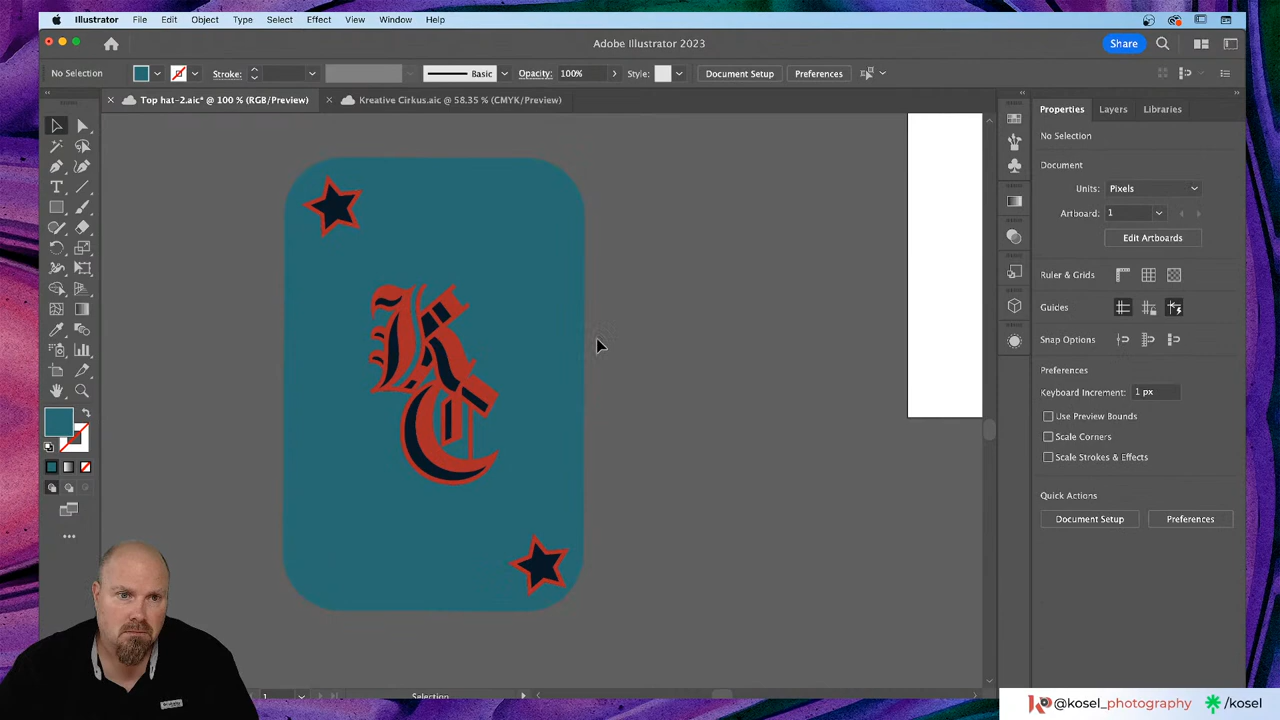 Illustrator File Edit Object Type Select Effect View Window Help
Adobe Illustrator 2023
Share
No Selection
Stroke:
Basic
Opacity: 100%
Style:
Document Setup
Preferences
Top hat-2.aic* @ 100 % (RGB/Preview)
Kreative Cirkus.aic @ 58.35 % (CMYK/Preview)
Properties
Layers
Libraries
No Selection
Document
Units: Pixels
Artboard: 1
Edit Artboards
Ruler & Grids
Guides
Snap Options
Preferences
Keyboard Increment: 1 px
Use Preview Bounds
Scale Corners
Scale Strokes & Effects
Quick Actions
Document Setup
Preferences
K
C
1
Selection
@kosel_photography
/kosel